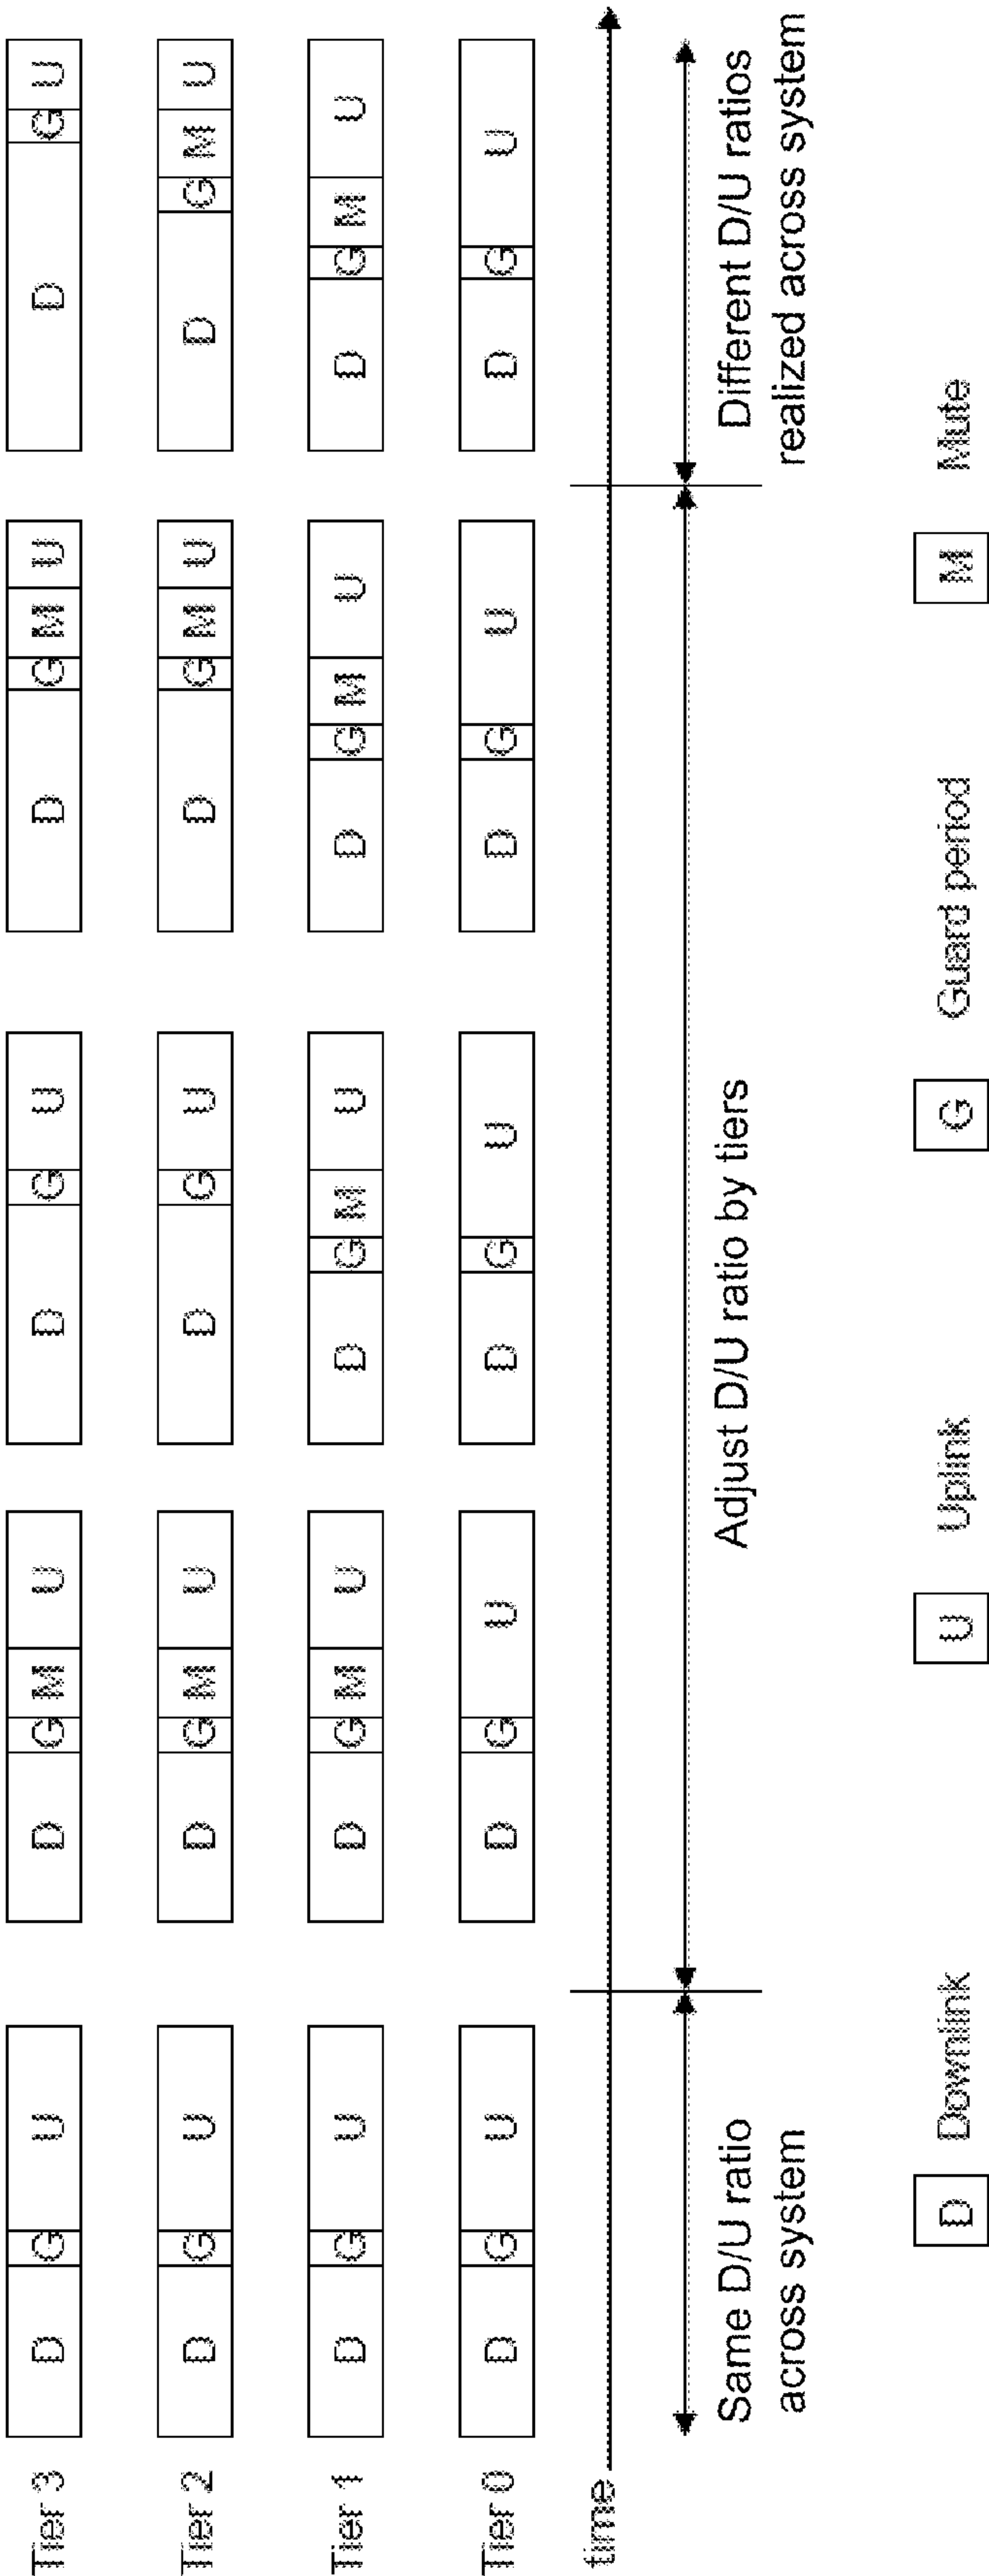 Tier 3 D G U D G M U D G U D G M U D G U
Tier 2 D G U D G M U D G U D G M U D G M U
Tier 1 D G U D G M U D G M U D G M U D G M U
Tier 0 D G U D G U D G U D G U D G U
time
Same D/U ratio
across system
Adjust D/U ratio by tiers
Different D/U ratios
realized across system
D Downlink U Uplink G Guard period M Mute